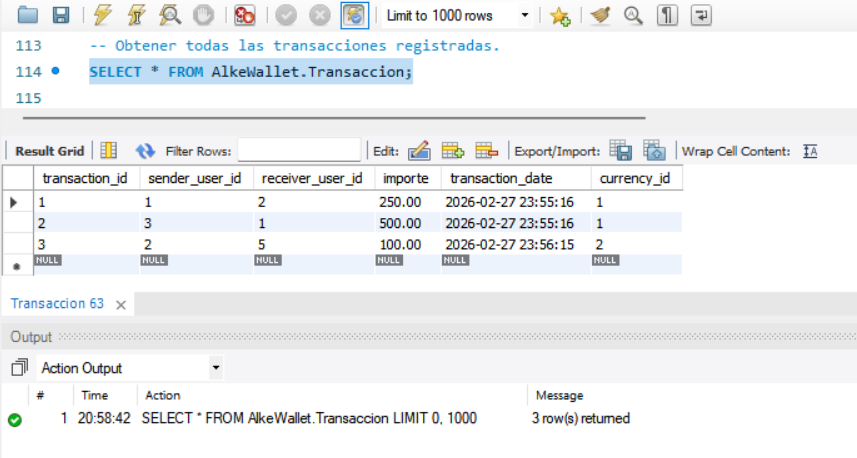 Limit to 1000 rows
113 -- Obtener todas las transacciones registradas.
114 SELECT * FROM AlkeWallet.Transaccion;
115
Result Grid Filter Rows: Edit: Export/Import: Wrap Cell Content: IA
transaction_id sender_user_id receiver_user_id importe transaction_date currency_id
1 1 2 250.00 2026-02-27 23:55:16 1
2 3 1 500.00 2026-02-27 23:55:16 1
3 2 5 100.00 2026-02-27 23:56:15 2
NULL NULL NULL NULL NULL NULL
Transaccion 63
Output
Action Output
# Time Action Message
1 20:58:42 SELECT * FROM AlkeWallet.Transaccion LIMIT 0, 1000 3 row(s) returned